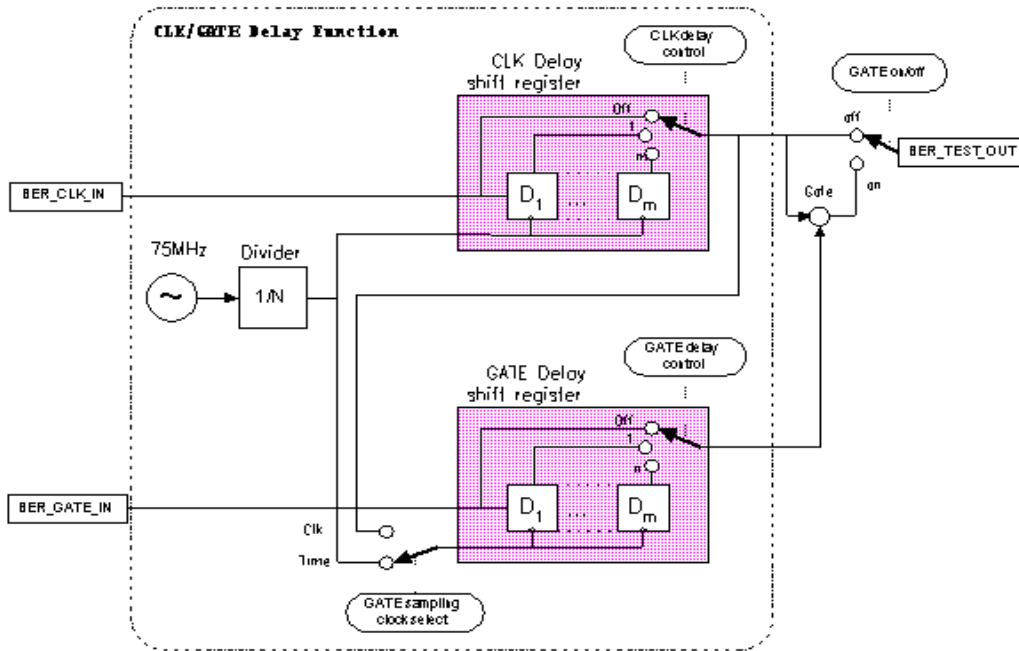 CLK/GATE Delay Function
CLK delay
control
CLK Delay
shift register
GATE on/off
Off
1
m
off
on
BER_TEST_OUT
BER_CLK_IN
D1
...
Dm
Gate
75MHz
Divider
~
1/N
GATE delay
control
GATE Delay
shift register
Off
1
n
BER_GATE_IN
D1
...
Dm
Clk
Time
GATE sampling
clock select